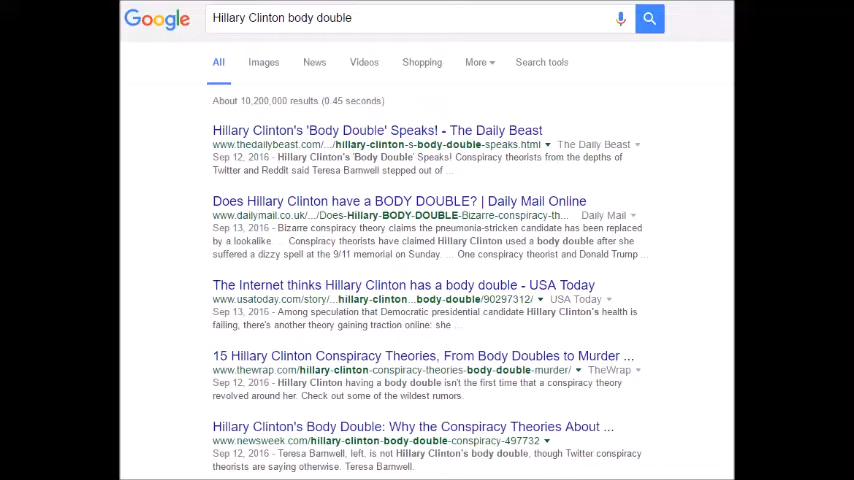 Google Hillary Clinton body double
All Images News Videos Shopping More Search tools
About 10,200,000 results (0.45 seconds)
Hillary Clinton's 'Body Double' Speaks! - The Daily Beast
www.thedailybeast.com/.../hillary-clinton-s-body-double-speaks.html The Daily Beast
Sep 12, 2016 - Hillary Clinton's 'Body Double' Speaks! Conspiracy theorists from the depths of
Twitter and Reddit said Teresa Barnwell stepped out of ...
Does Hillary Clinton have a BODY DOUBLE? | Daily Mail Online
www.dailymail.co.uk/.../Does-Hillary-BODY-DOUBLE-Bizarre-conspiracy-th... Daily Mail
Sep 13, 2016 - Bizarre conspiracy theory claims the pneumonia-stricken candidate has been replaced
by a lookalike. ... Conspiracy theorists have claimed Hillary Clinton used a body double after she
suffered a dizzy spell at the 9/11 memorial on Sunday. ... One conspiracy theorist and Donald Trump ...
The Internet thinks Hillary Clinton has a body double - USA Today
www.usatoday.com/story/...hillary-clinton...body-double/90297312/ USA Today
Sep 13, 2016 - Among speculation that Democratic presidential candidate Hillary Clinton's health is
failing, there's another theory gaining traction online: she ...
15 Hillary Clinton Conspiracy Theories, From Body Doubles to Murder ...
www.thewrap.com/hillary-clinton-conspiracy-theories-body-double-murder/ TheWrap
Sep 12, 2016 - Hillary Clinton having a body double isn't the first time that a conspiracy theory
revolved around her. Check out some of the wildest rumors.
Hillary Clinton's Body Double: Why the Conspiracy Theories About ...
www.newsweek.com/hillary-clinton-body-double-conspiracy-497732
Sep 12, 2016 - Teresa Barnwell, left, is not Hillary Clinton's body double, though Twitter conspiracy
theorists are saying otherwise. Teresa Barnwell.